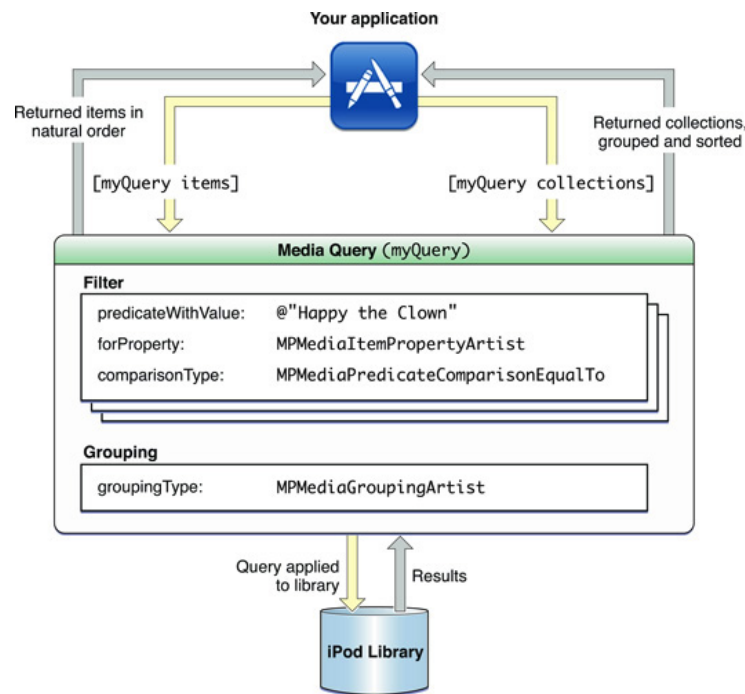 Your application
Returned items in
natural order
Returned collections,
grouped and sorted
[myQuery items]
[myQuery collections]
Media Query (myQuery)
Filter
predicateWithValue: @"Happy the Clown"
forProperty: MPMediaItemPropertyArtist
comparisonType: MPMediaPredicateComparisonEqualTo
Grouping
groupingType: MPMediaGroupingArtist
Query applied
to library
Results
iPod Library